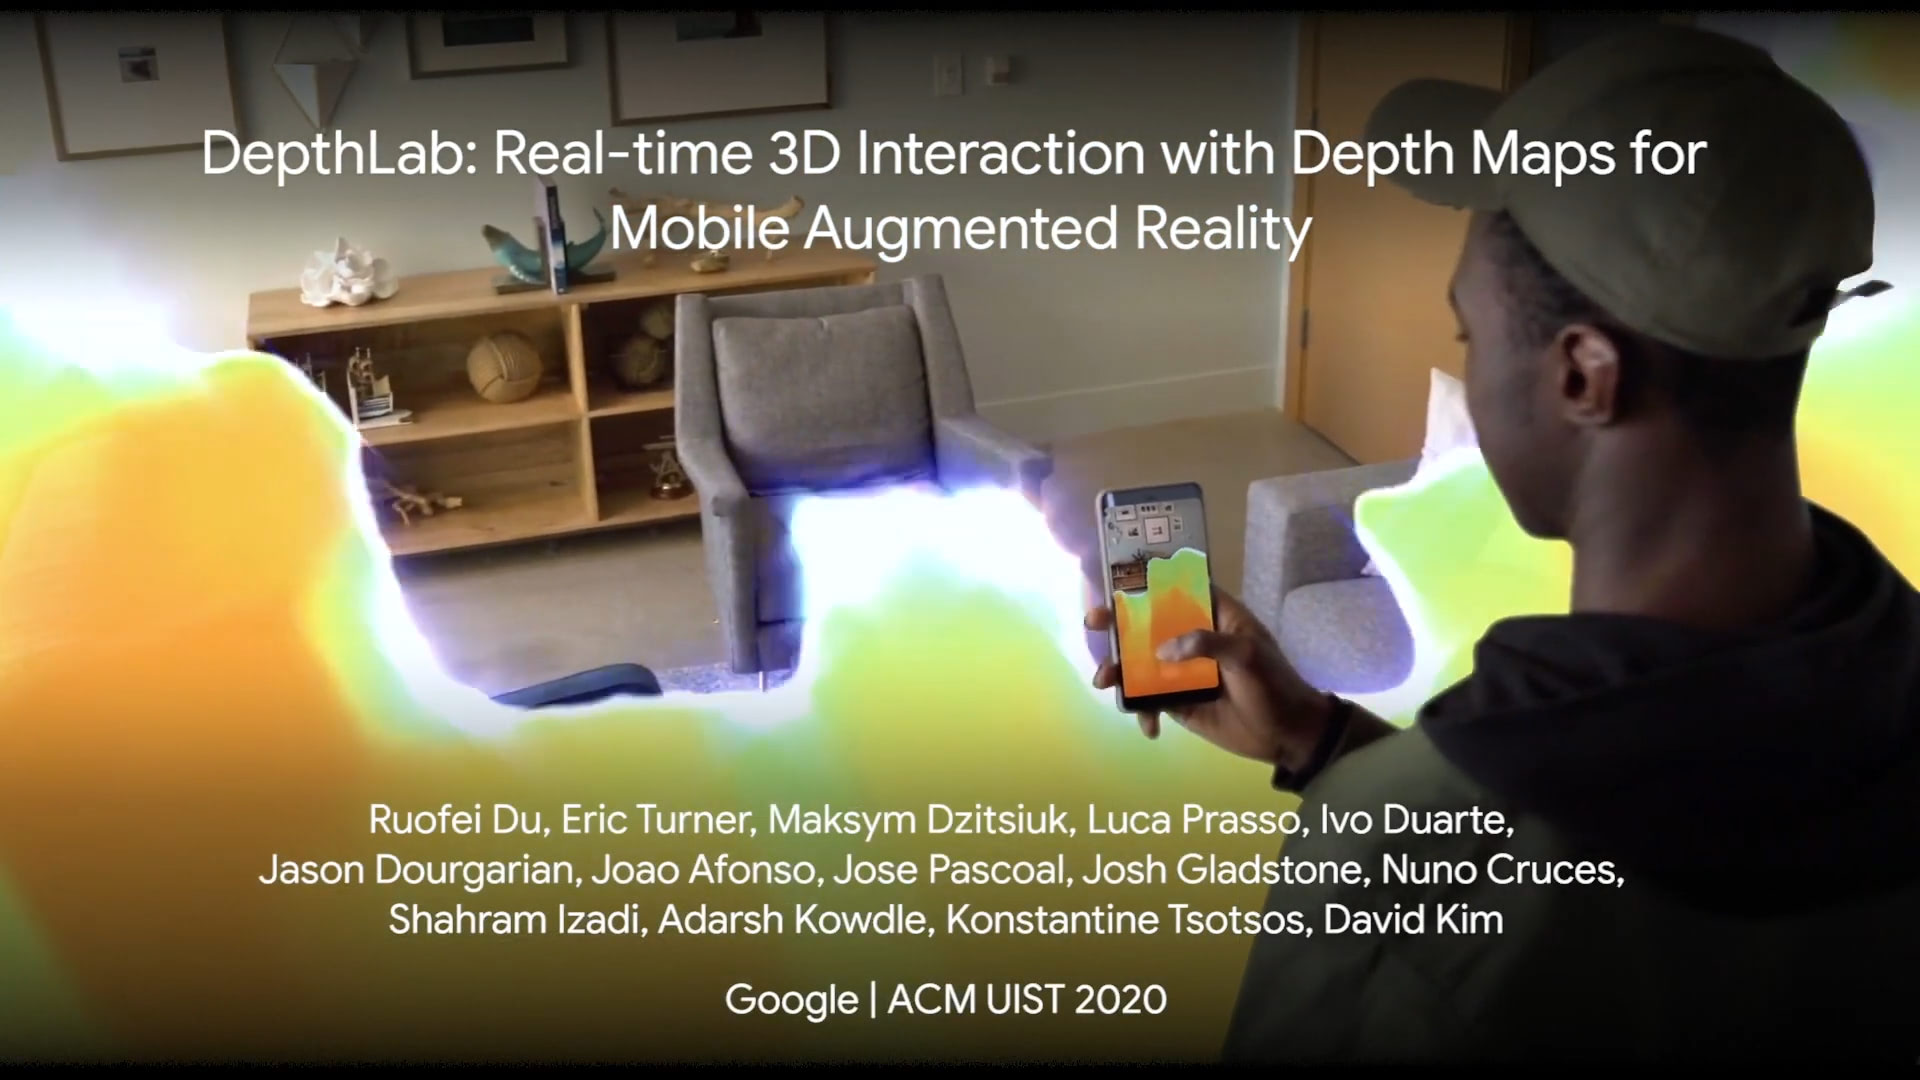 DepthLab: Real-time 3D Interaction with Depth Maps for
Mobile Augmented Reality
Ruofei Du, Eric Turner, Maksym Dzitsiuk, Luca Prasso, Ivo Duarte,
Jason Dourgarian, Joao Afonso, Jose Pascoal, Josh Gladstone, Nuno Cruces,
Shahram Izadi, Adarsh Kowdle, Konstantine Tsotsos, David Kim
Google | ACM UIST 2020